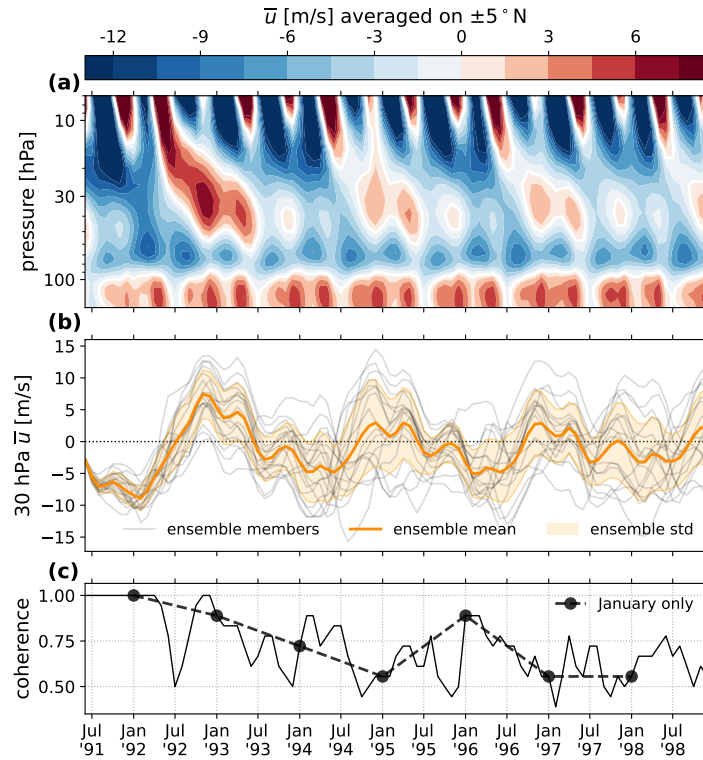 u̅ [m/s] averaged on ±5°N
-12 -9 -6 -3 0 3 6
(a)
pressure [hPa]
10
30
100
(b)
30 hPa u̅ [m/s]
15
10
5
0
−5
−10
−15
ensemble members ensemble mean ensemble std
(c)
coherence
1.00
0.75
0.50
January only
Jul Jan Jul Jan Jul Jan Jul Jan Jul Jan Jul Jan Jul Jan Jul
'91 '92 '92 '93 '93 '94 '94 '95 '95 '96 '96 '97 '97 '98 '98